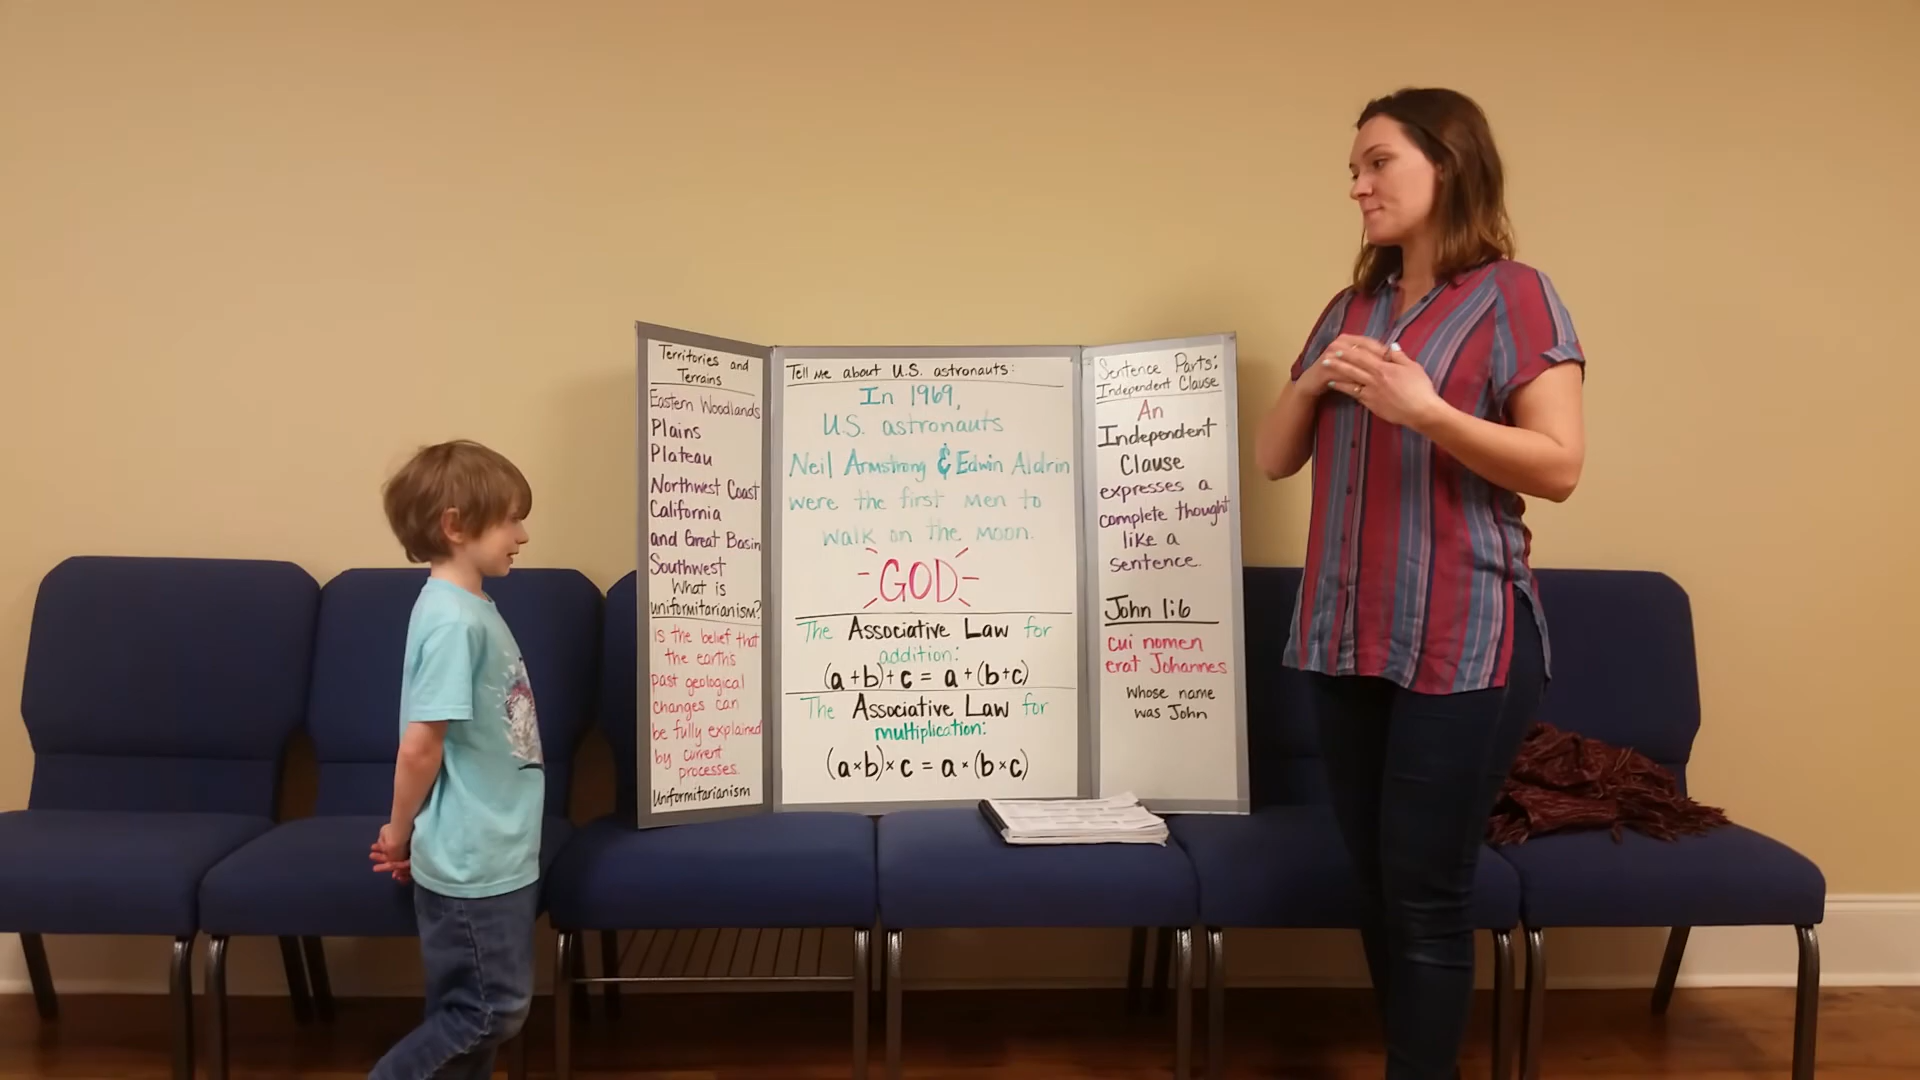 Territories and
Terrains
Eastern Woodlands
Plains
Plateau
Northwest Coast
California
and Great Basin
Southwest
What is
uniformitarianism?
is the belief that
the earth's
past geological
changes can
be fully explained
by current
processes.
Uniformitarianism
Tell me about U.S. astronauts:
In 1969,
U.S. astronauts
Neil Armstrong & Edwin Aldrin
were the first men to
walk on the moon.
GOD
The Associative Law for
addition:
(a+b)+c = a+(b+c)
The Associative Law for
multiplication:
(a×b)×c = a×(b×c)
Sentence Parts:
Independent Clause
An
Independent
Clause
expresses a
complete thought
like a
sentence.
John 1:6
cui nomen
erat Johannes
Whose name
was John